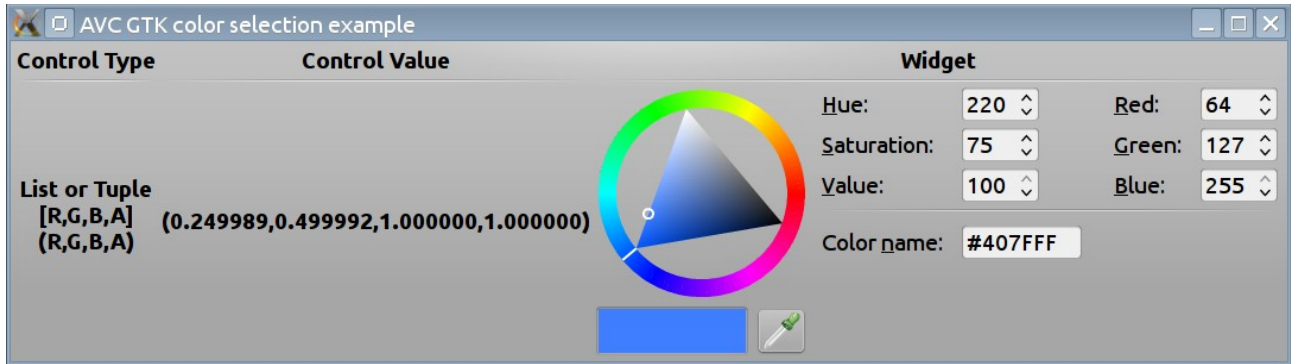 AVC GTK color selection example
Control Type Control Value Widget
Hue: 220 Red: 64
Saturation: 75 Green: 127
Value: 100 Blue: 255
List or Tuple
[R,G,B,A]
(R,G,B,A)
(0.249989,0.499992,1.000000,1.000000)
Color name: #407FFF